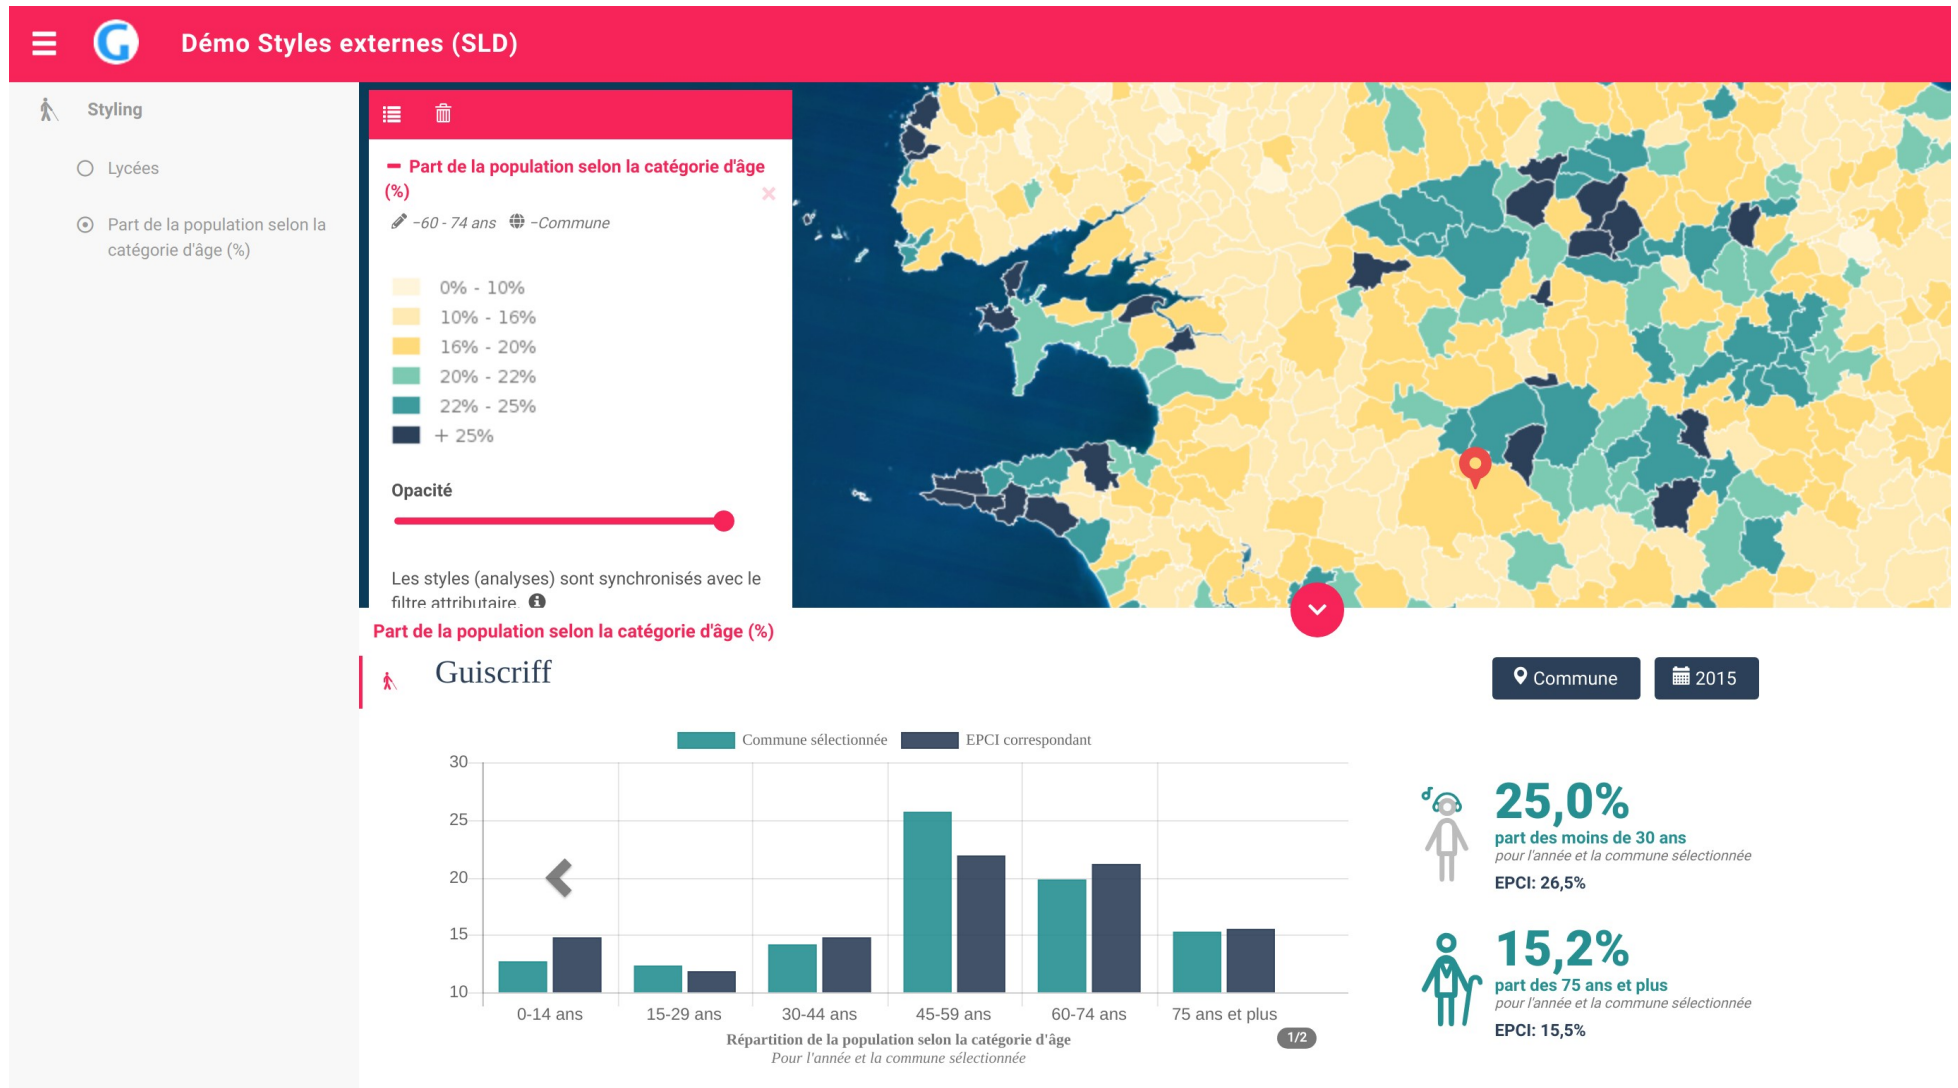 Démo Styles externes (SLD)
Styling
Lycées
Part de la population selon la
catégorie d'âge (%)
– Part de la population selon la catégorie d'âge
(%)
–60 - 74 ans –Commune
0% - 10%
10% - 16%
16% - 20%
20% - 22%
22% - 25%
+ 25%
Opacité
Les styles (analyses) sont synchronisés avec le
filtre attributaire.
Part de la population selon la catégorie d'âge (%)
Guiscriff
Commune
2015
Commune sélectionnée
EPCI correspondant
30
25
20
15
10
0-14 ans
15-29 ans
30-44 ans
45-59 ans
60-74 ans
75 ans et plus
Répartition de la population selon la catégorie d'âge
Pour l'année et la commune sélectionnée
1/2
25,0%
part des moins de 30 ans
pour l'année et la commune sélectionnée
EPCI: 26,5%
15,2%
part des 75 ans et plus
pour l'année et la commune sélectionnée
EPCI: 15,5%